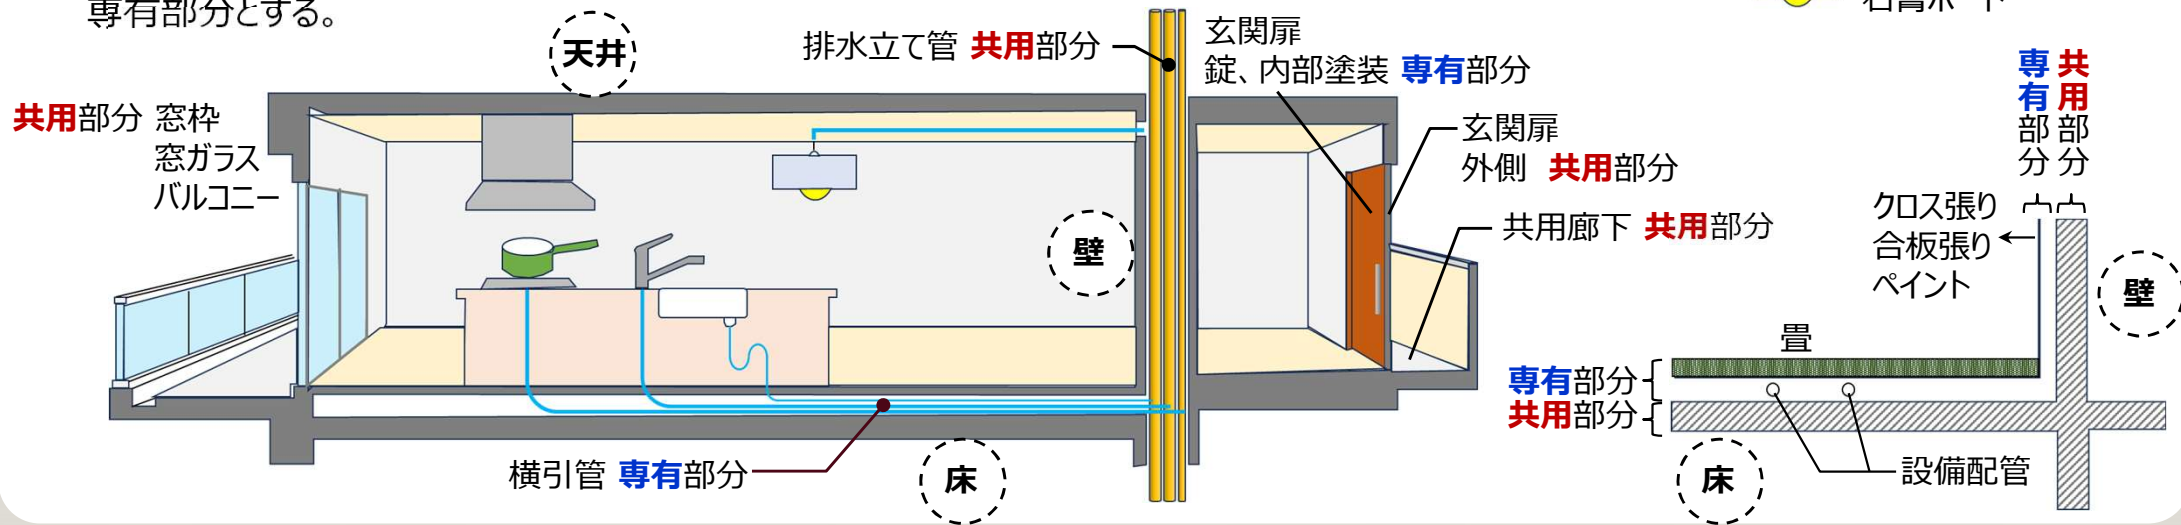 専有部分とする。
天井
排水立て管 共用部分
玄関扉
錠、内部塗装 専有部分
共用部分 窓枠
窓ガラス
バルコニー
玄関扉
外側 共用部分
壁
共用廊下 共用部分
横引管 専有部分
床
石膏ボード
専有部分
共用部分
クロス張り
合板張り
ペイント
壁
畳
専有部分
共用部分
床
設備配管